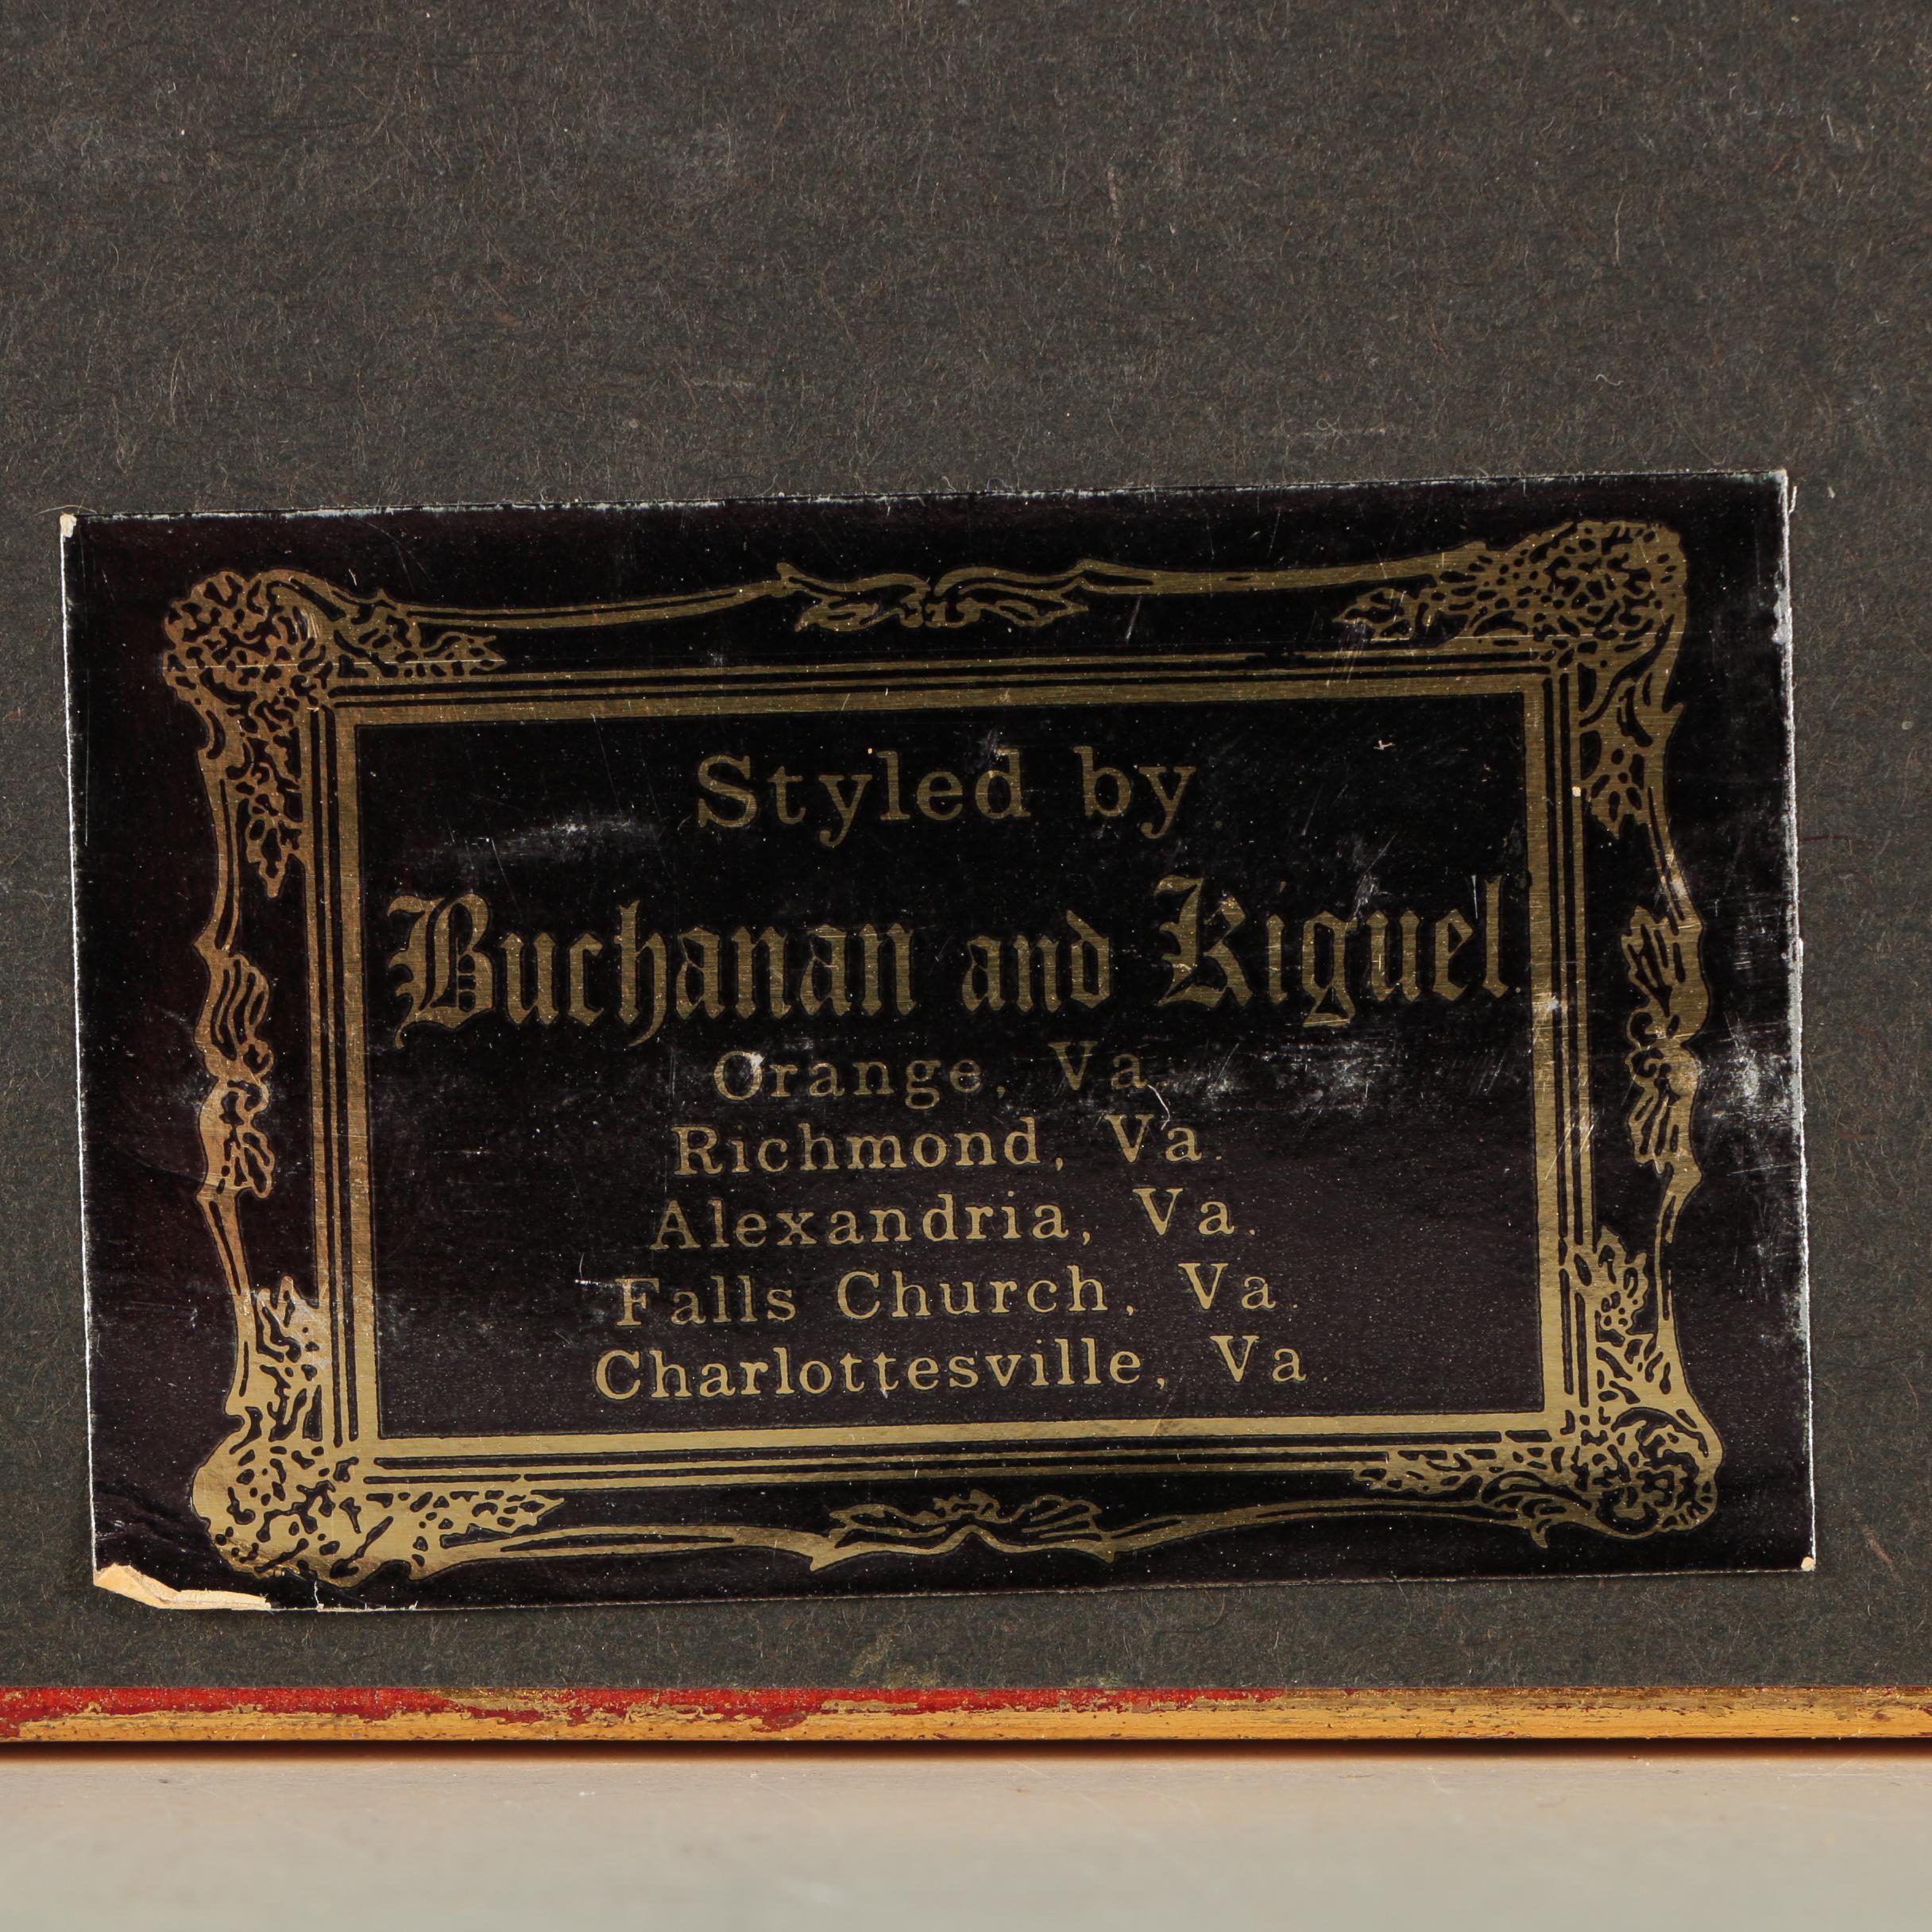 Styled by
Buchanan and Kiguel
Orange, Va.
Richmond, Va.
Alexandria, Va.
Falls Church, Va.
Charlottesville, Va.